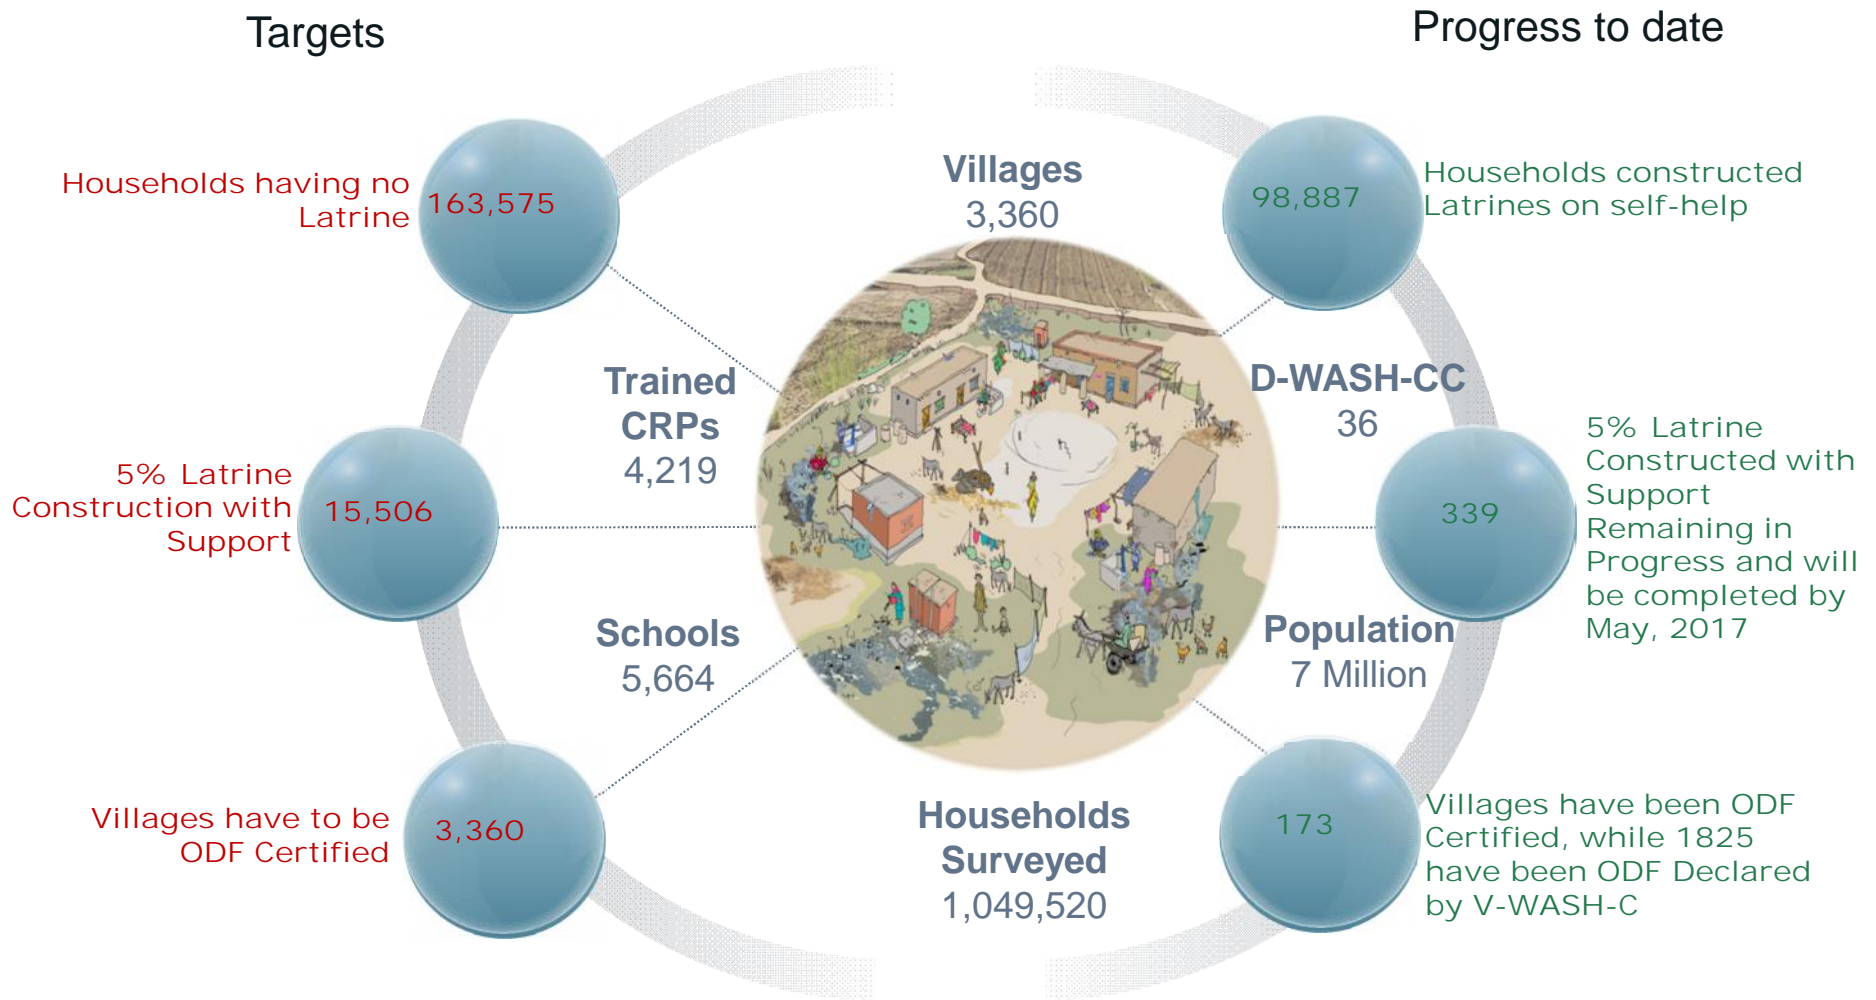 Targets
Progress to date
Households having no
Latrine
163,575
Villages
3,360
98,887
Households constructed
Latrines on self-help
Trained
CRPs
4,219
D-WASH-CC
36
5% Latrine
Construction with
Support
15,506
339
5% Latrine
Constructed with
Support
Remaining in
Progress and will
be completed by
May, 2017
Schools
5,664
Population
7 Million
Villages have to be
ODF Certified
3,360
Households
Surveyed
1,049,520
173
Villages have been ODF
Certified, while 1825
have been ODF Declared
by V-WASH-C